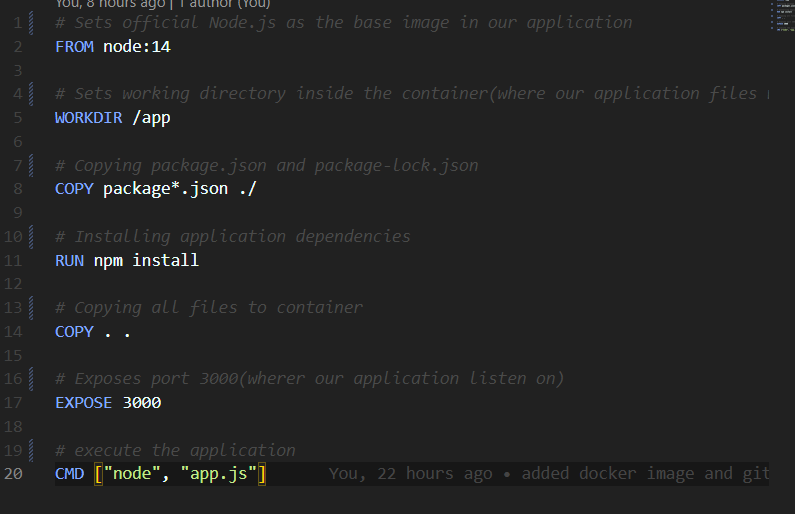 You, 8 hours ago | 1 author (You)
1 # Sets official Node.js as the base image in our application
2 FROM node:14
3
4 # Sets working directory inside the container(where our application files
5 WORKDIR /app
6
7 # Copying package.json and package-lock.json
8 COPY package*.json ./
9
10 # Installing application dependencies
11 RUN npm install
12
13 # Copying all files to container
14 COPY . .
15
16 # Exposes port 3000(wherer our application listen on)
17 EXPOSE 3000
18
19 # execute the application
20 CMD ["node", "app.js"] You, 22 hours ago • added docker image and git